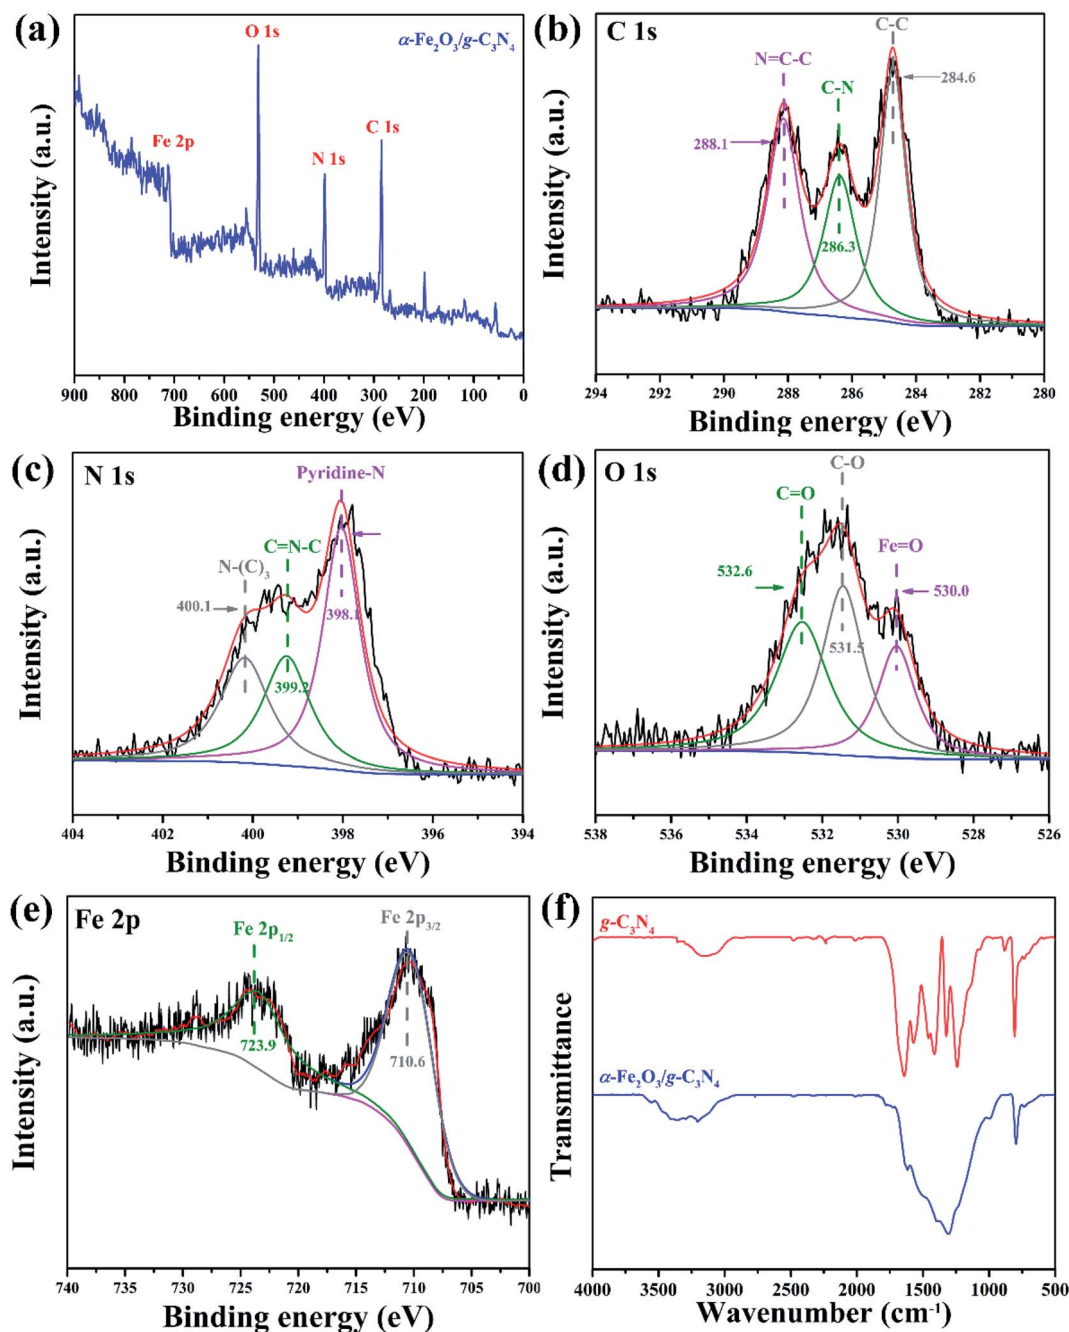 (a)
O 1s
α-Fe₂O₃/g-C₃N₄
Fe 2p
N 1s
C 1s
Intensity (a.u.)
900 800 700 600 500 400 300 200 100 0
Binding energy (eV)
(b)
C 1s
N=C-C
C-N
C-C
288.1
286.3
284.6
Intensity (a.u.)
294 292 290 288 286 284 282 280
Binding energy (eV)
(c)
N 1s
Pyridine-N
C=N-C
N-(C)₃
400.1
399.2
398.1
Intensity (a.u.)
404 402 400 398 396 394
Binding energy (eV)
(d)
O 1s
C-O
C=O
Fe=O
532.6
531.5
530.0
Intensity (a.u.)
538 536 534 532 530 528 526
Binding energy (eV)
(e)
Fe 2p
Fe 2p₁/₂
Fe 2p₃/₂
723.9
710.6
Intensity (a.u.)
740 735 730 725 720 715 710 705 700
Binding energy (eV)
(f)
g-C₃N₄
α-Fe₂O₃/g-C₃N₄
Transmittance
4000 3500 3000 2500 2000 1500 1000 500
Wavenumber (cm⁻¹)